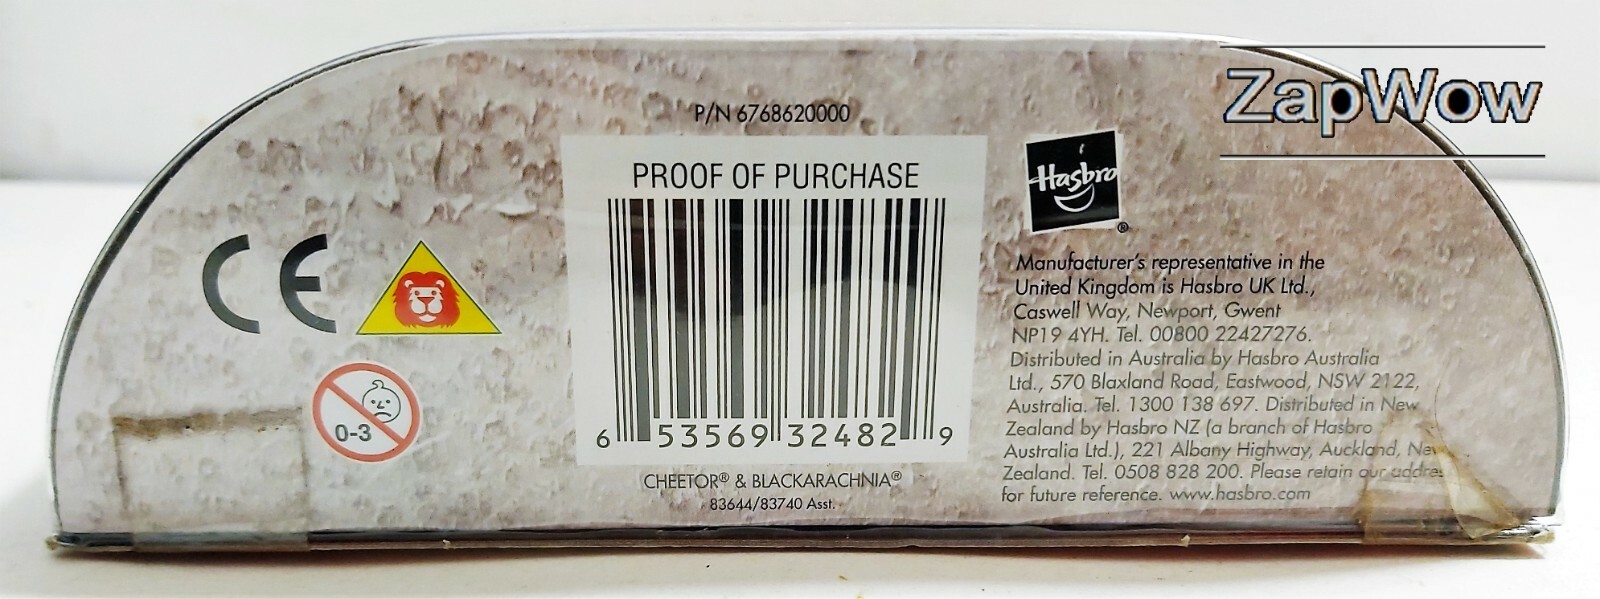 ZapWow
P/N 6768620000
PROOF OF PURCHASE
6 53569 32482 9
CHEETOR® & BLACKARACHNIA®
83644/83740 Asst.
CE
0-3
Hasbro
®
Manufacturer's representative in the
United Kingdom is Hasbro UK Ltd.,
Caswell Way, Newport, Gwent
NP19 4YH. Tel. 00800 22427276.
Distributed in Australia by Hasbro Australia
Ltd., 570 Blaxland Road, Eastwood, NSW 2122,
Australia. Tel. 1300 138 697. Distributed in New
Zealand by Hasbro NZ (a branch of Hasbro
Australia Ltd.), 221 Albany Highway, Auckland, New
Zealand. Tel. 0508 828 200. Please retain our address
for future reference. www.hasbro.com